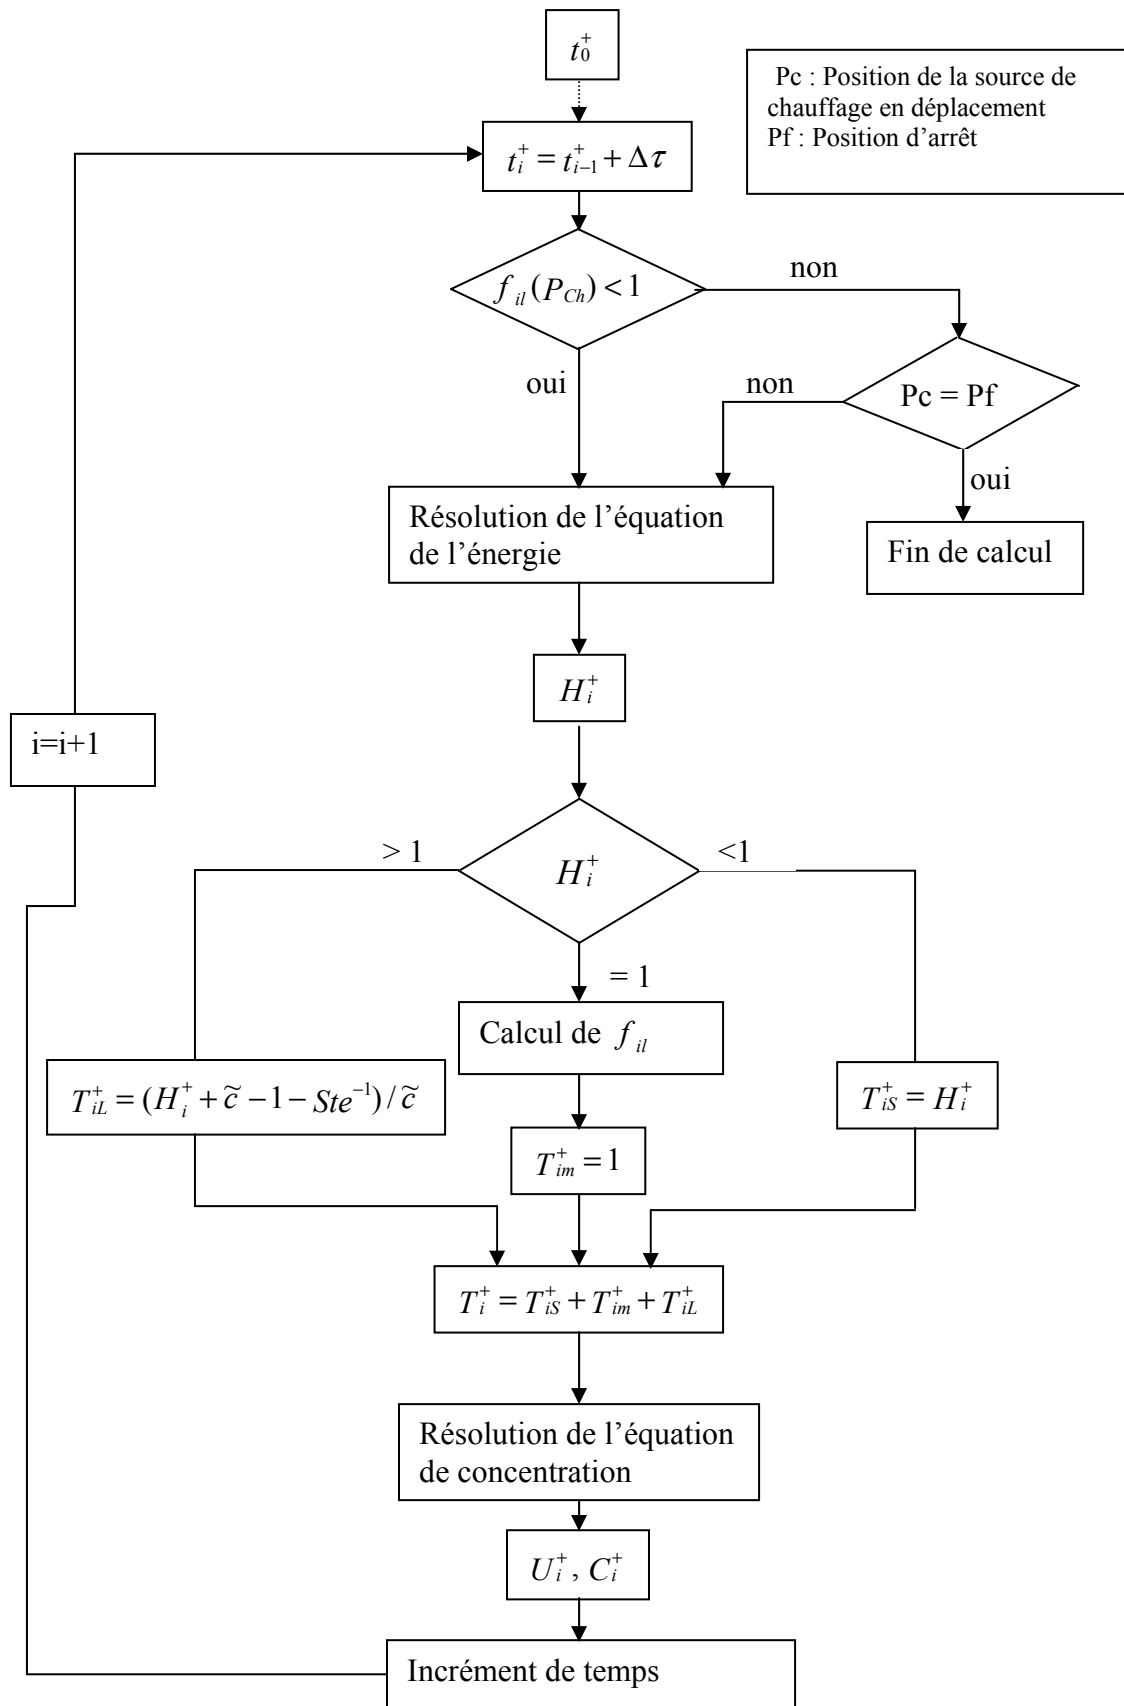 t₀⁺
Pc : Position de la source de
chauffage en déplacement
Pf : Position d’arrêt
tᵢ⁺ = tᵢ₋₁⁺ + Δτ
f_il (P_Ch) < 1
non
oui
non
Pc = Pf
oui
Résolution de l’équation
de l’énergie
Fin de calcul
Hᵢ⁺
i=i+1
> 1
<1
Hᵢ⁺
= 1
Calcul de f_il
T_iL⁺ = (Hᵢ⁺ + c̃ − 1 − Ste⁻¹) / c̃
T_iS⁺ = Hᵢ⁺
T_im⁺ = 1
Tᵢ⁺ = T_iS⁺ + T_im⁺ + T_iL⁺
Résolution de l’équation
de concentration
Uᵢ⁺ , Cᵢ⁺
Incrément de temps